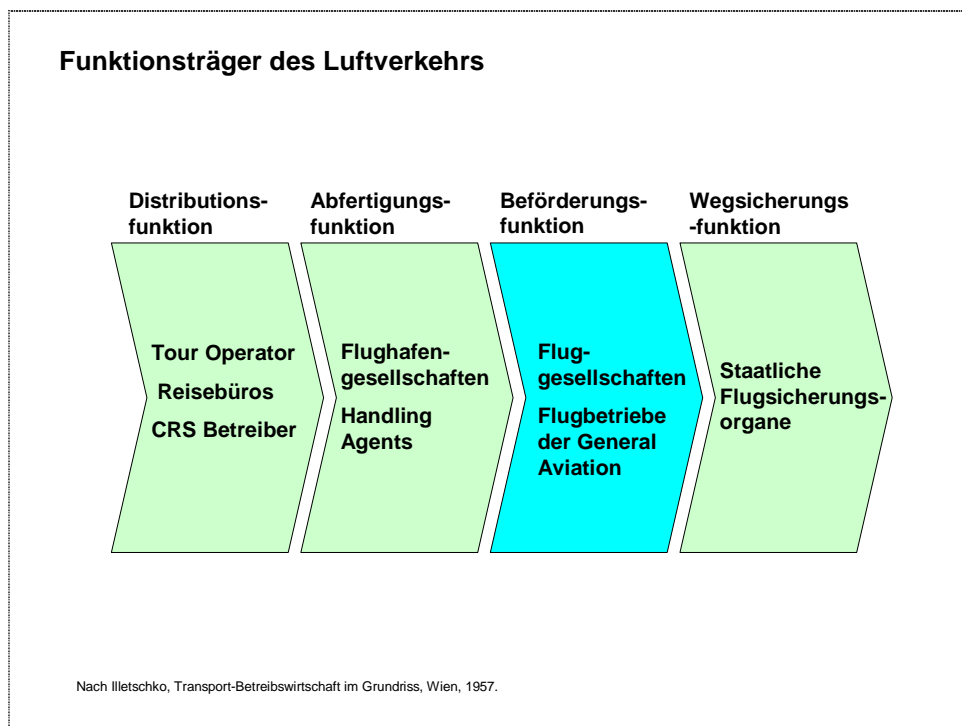 Funktionsträger des Luftverkehrs
Distributions-
funktion
Abfertigungs-
funktion
Beförderungs-
funktion
Wegsicherungs
-funktion
Tour Operator
Reisebüros
CRS Betreiber
Flughafen-
gesellschaften
Handling
Agents
Flug-
gesellschaften
Flugbetriebe
der General
Aviation
Staatliche
Flugsicherungs-
organe
Nach Illetschko, Transport-Betreibswirtschaft im Grundriss, Wien, 1957.